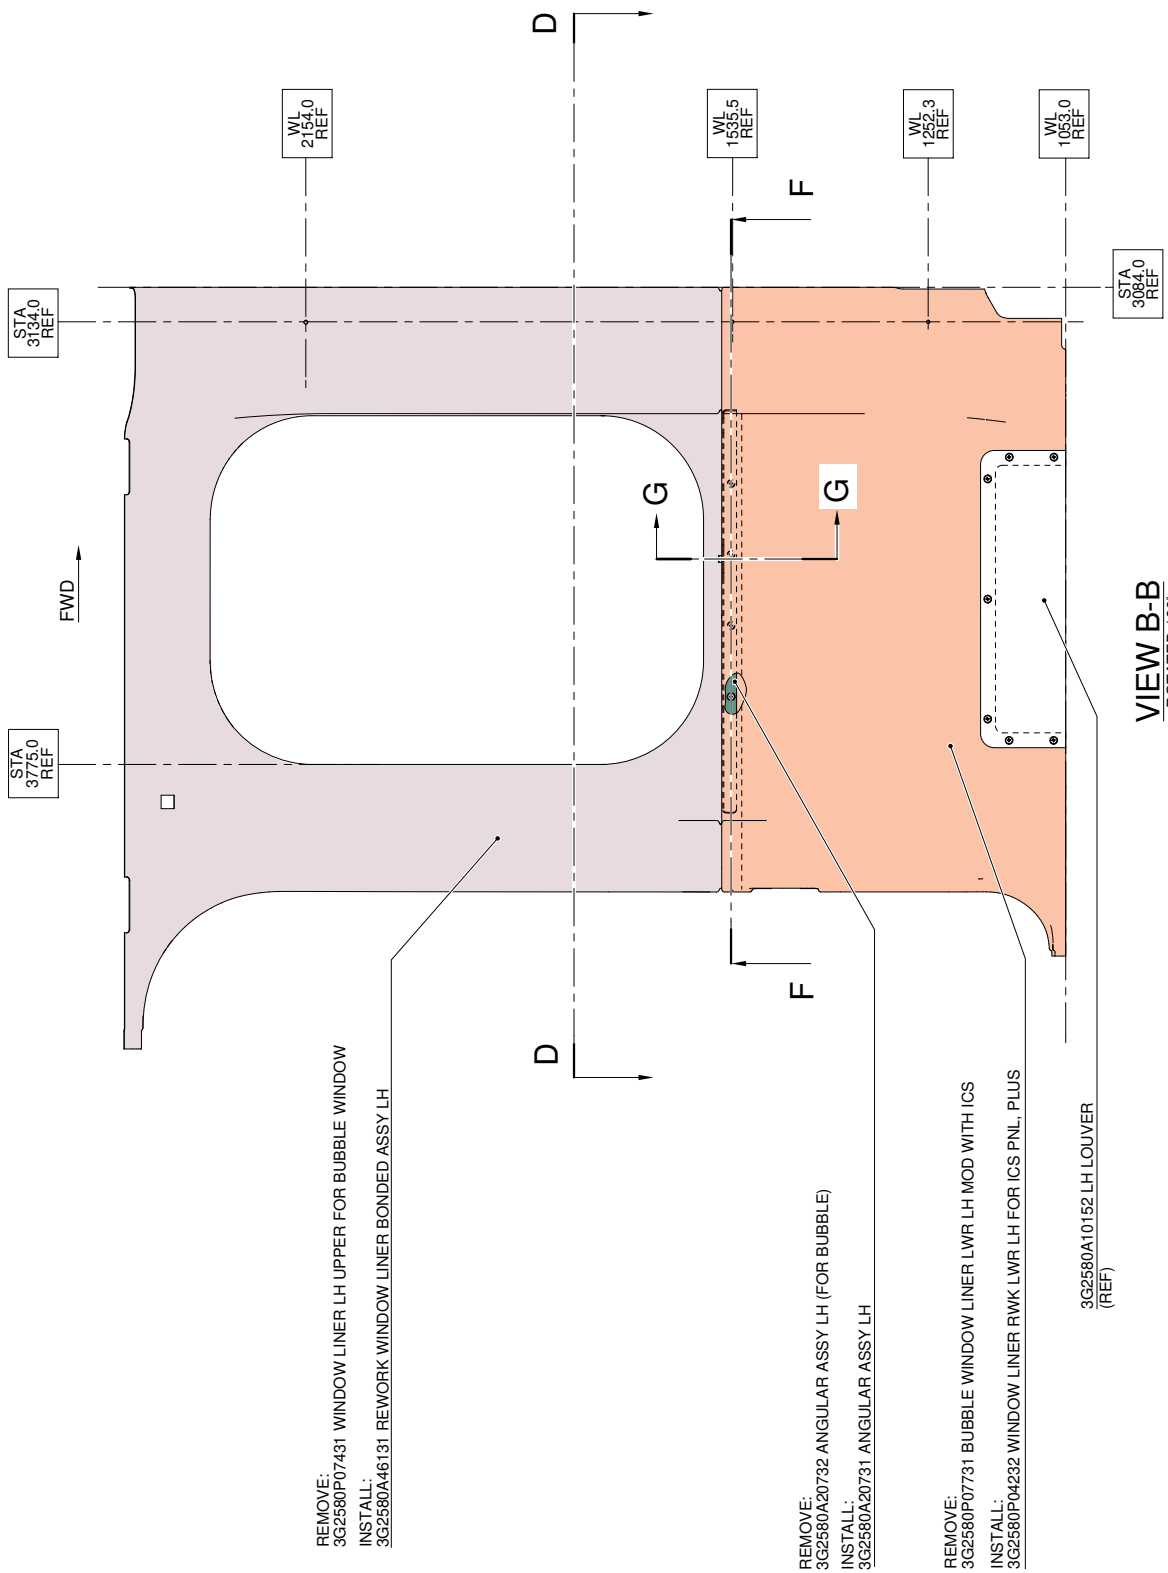 D
WL
2154.0
REF
WL
1535.5
REF
WL
1252.3
REF
WL
1053.0
REF
F
STA
3134.0
REF
STA
3084.0
REF
FWD
G
G
STA
3775.0
REF
VIEW B-B
F
D
REMOVE:
3G2580P07431 WINDOW LINER LH UPPER FOR BUBBLE WINDOW
INSTALL:
3G2580A46131 REWORK WINDOW LINER BONDED ASSY LH
REMOVE:
3G2580A20732 ANGULAR ASSY LH (FOR BUBBLE)
INSTALL:
3G2580A20731 ANGULAR ASSY LH
REMOVE:
3G2580P07731 BUBBLE WINDOW LINER LWR LH MOD WITH ICS
INSTALL:
3G2580P04232 WINDOW LINER RWK LWR LH FOR ICS PNL, PLUS
3G2580A10152 LH LOUVER
(REF)